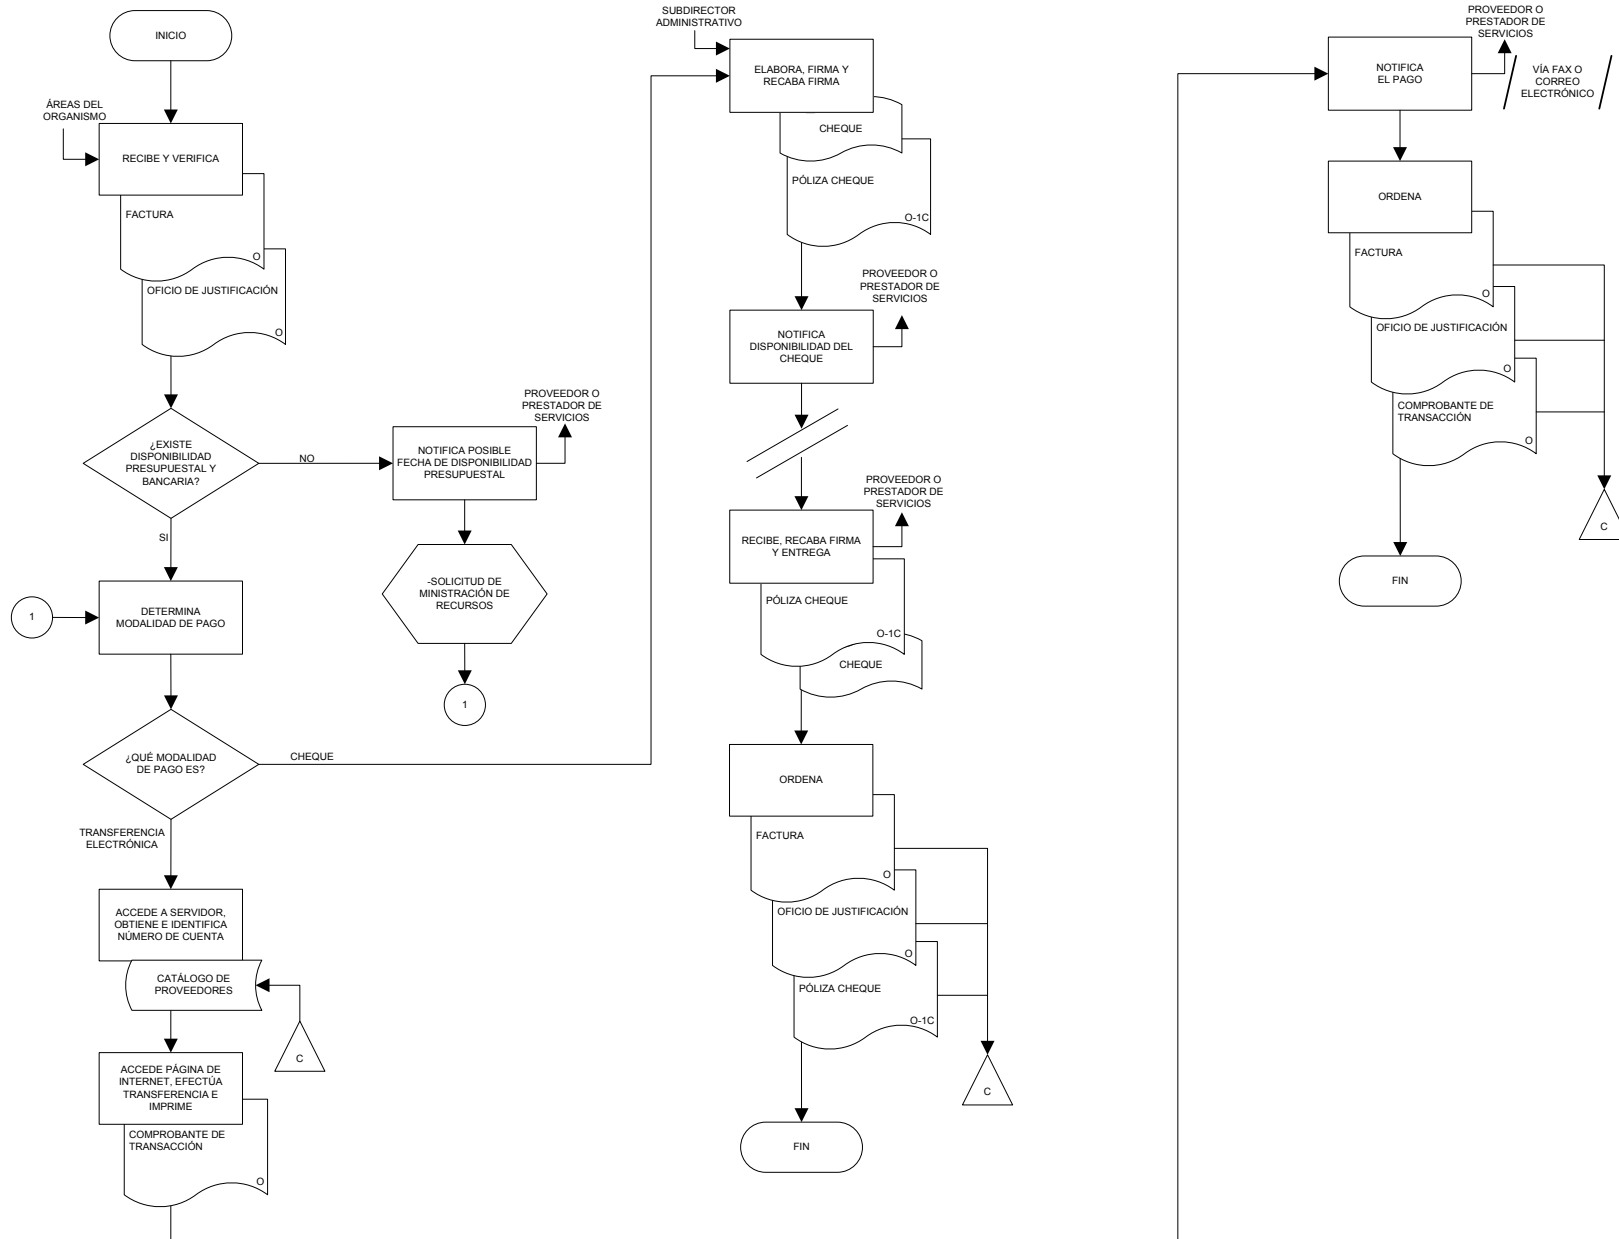 INICIO
ÁREAS DEL
ORGANISMO
RECIBE Y VERIFICA
FACTURA
O
OFICIO DE JUSTIFICACIÓN
O
¿EXISTE
DISPONIBILIDAD
PRESUPUESTAL Y
BANCARIA?
NO
SI
PROVEEDOR O
PRESTADOR DE
SERVICIOS
NOTIFICA POSIBLE
FECHA DE DISPONIBILIDAD
PRESUPUESTAL
-SOLICITUD DE
MINISTRACIÓN DE
RECURSOS
1
1
DETERMINA
MODALIDAD DE PAGO
¿QUÉ MODALIDAD
DE PAGO ES?
CHEQUE
TRANSFERENCIA
ELECTRÓNICA
ACCEDE A SERVIDOR,
OBTIENE E IDENTIFICA
NÚMERO DE CUENTA
CATÁLOGO DE
PROVEEDORES
C
ACCEDE PÁGINA DE
INTERNET, EFECTÚA
TRANSFERENCIA E
IMPRIME
COMPROBANTE DE
TRANSACCIÓN
O
SUBDIRECTOR
ADMINISTRATIVO
ELABORA, FIRMA Y
RECABA FIRMA
CHEQUE
PÓLIZA CHEQUE
O-1C
PROVEEDOR O
PRESTADOR DE
SERVICIOS
NOTIFICA
DISPONIBILIDAD DEL
CHEQUE
PROVEEDOR O
PRESTADOR DE
SERVICIOS
RECIBE, RECABA FIRMA
Y ENTREGA
PÓLIZA CHEQUE
O-1C
CHEQUE
ORDENA
FACTURA
O
OFICIO DE JUSTIFICACIÓN
O
PÓLIZA CHEQUE
O-1C
C
FIN
PROVEEDOR O
PRESTADOR DE
SERVICIOS
NOTIFICA
EL PAGO
VÍA FAX O
CORREO
ELECTRÓNICO
ORDENA
FACTURA
O
OFICIO DE JUSTIFICACIÓN
O
COMPROBANTE DE
TRANSACCIÓN
O
C
FIN